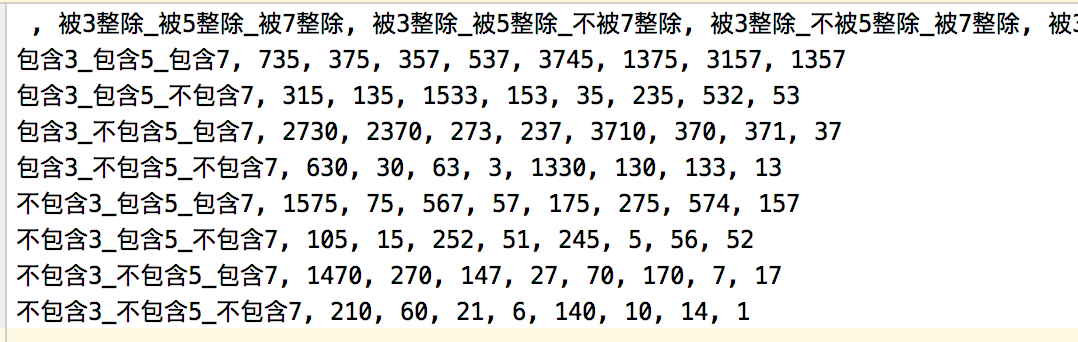 , 被3整除_被5整除_被7整除, 被3整除_被5整除_不被7整除, 被3整除_不被5整除_被7整除, 被3
包含3_包含5_包含7, 735, 375, 357, 537, 3745, 1375, 3157, 1357
包含3_包含5_不包含7, 315, 135, 1533, 153, 35, 235, 532, 53
包含3_不包含5_包含7, 2730, 2370, 273, 237, 3710, 370, 371, 37
包含3_不包含5_不包含7, 630, 30, 63, 3, 1330, 130, 133, 13
不包含3_包含5_包含7, 1575, 75, 567, 57, 175, 275, 574, 157
不包含3_包含5_不包含7, 105, 15, 252, 51, 245, 5, 56, 52
不包含3_不包含5_包含7, 1470, 270, 147, 27, 70, 170, 7, 17
不包含3_不包含5_不包含7, 210, 60, 21, 6, 140, 10, 14, 1